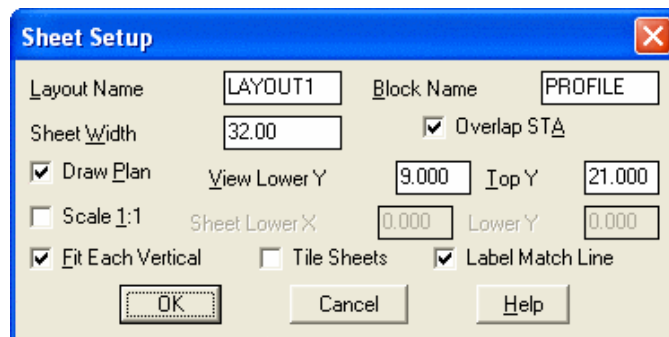 Sheet Setup
Layout Name LAYOUT1 Block Name PROFILE
Sheet Width 32.00 Overlap STA
Draw Plan View Lower Y 9.000 Top Y 21.000
Scale 1:1 Sheet Lower X 0.000 Lower Y 0.000
Fit Each Vertical Tile Sheets Label Match Line
OK Cancel Help